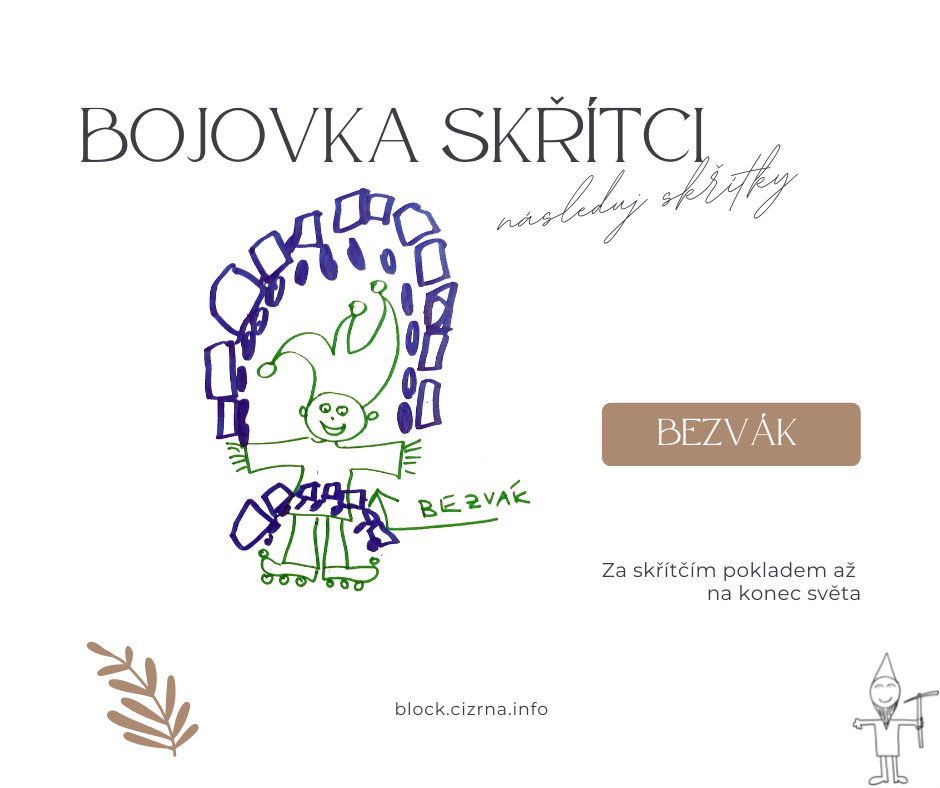 BOJOVKA SKŘÍTCI
následuj skřítky
BEZVÁK
BEZVÁK
Za skřítčím pokladem až
na konec světa
block.cizrna.info